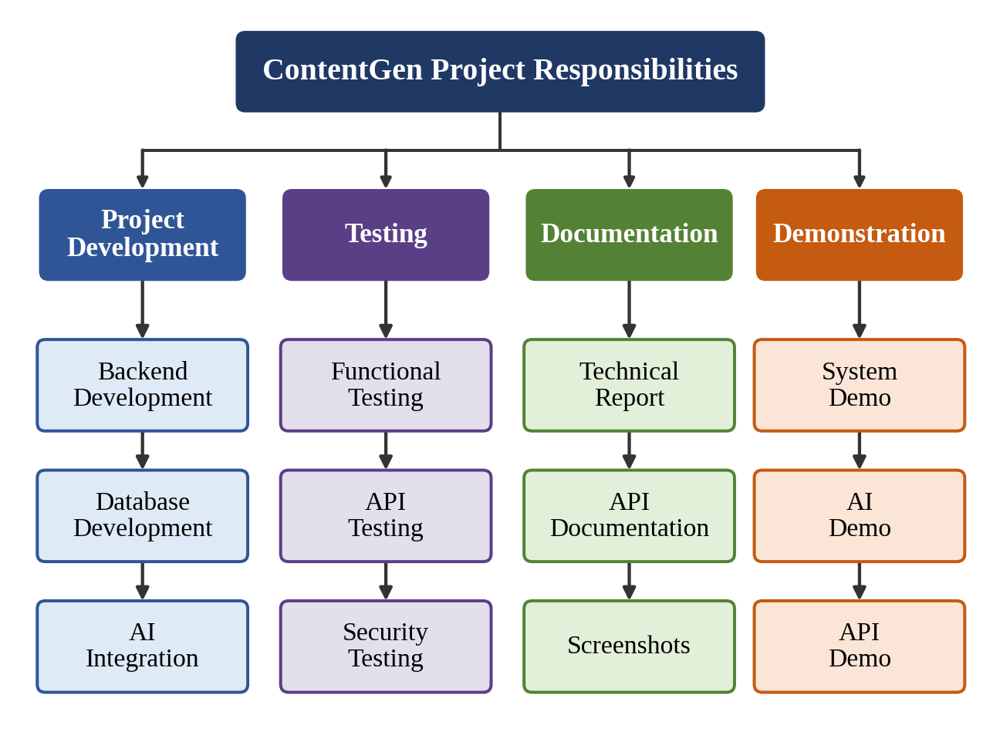 ContentGen Project Responsibilities
Project
Development
Testing
Documentation
Demonstration
Backend
Development
Functional
Testing
Technical
Report
System
Demo
Database
Development
API
Testing
API
Documentation
AI
Demo
AI
Integration
Security
Testing
Screenshots
API
Demo